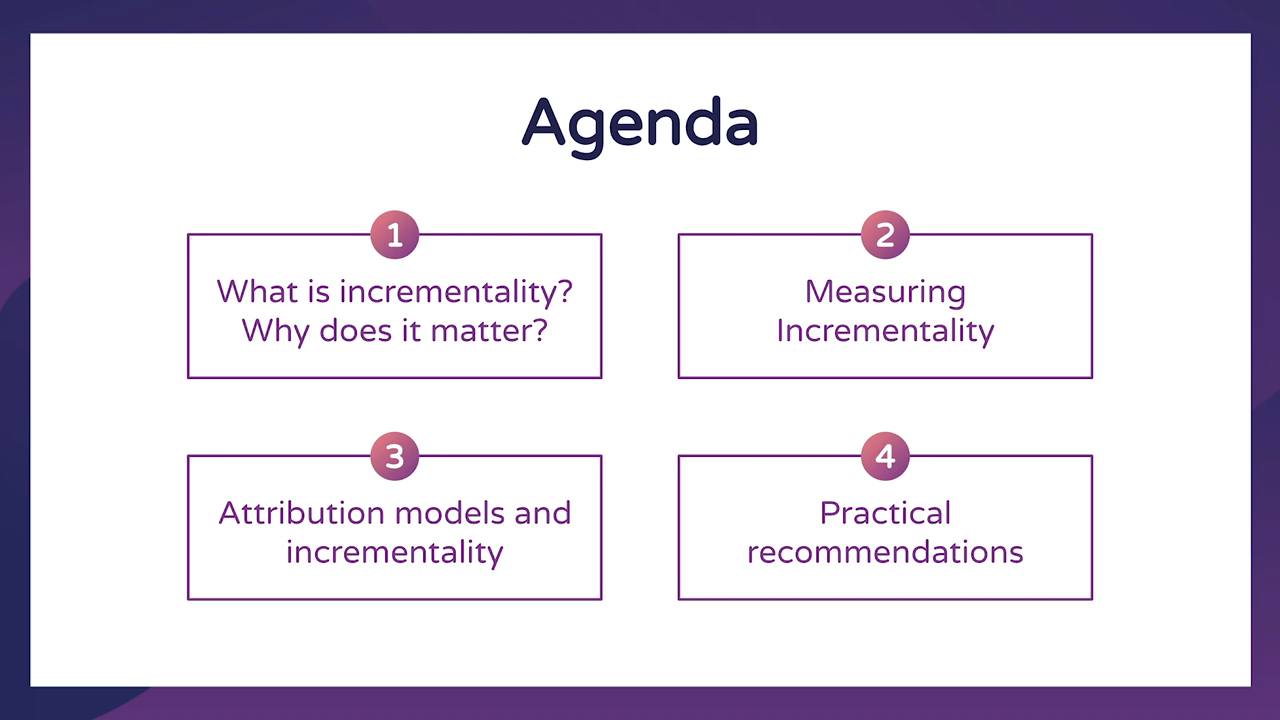 Agenda
1
What is incrementality?
Why does it matter?
2
Measuring
Incrementality
3
Attribution models and
incrementality
4
Practical
recommendations